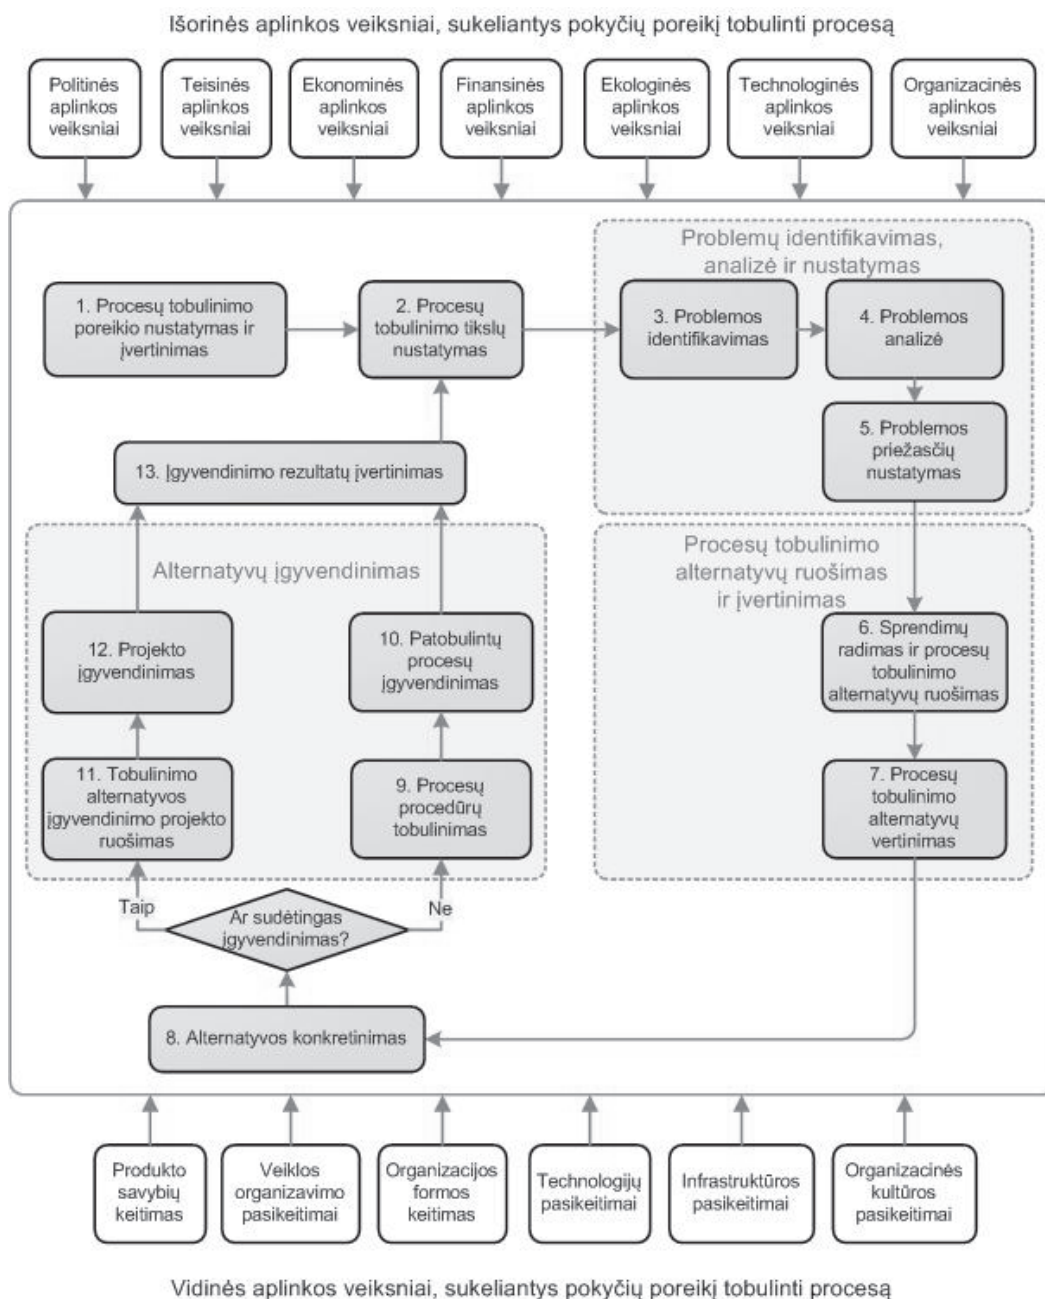 Išorinės aplinkos veiksniai, sukeliantys pokyčių poreikį tobulinti procesą
Politinės
aplinkos
veiksniai
Teisinės
aplinkos
veiksniai
Ekonominės
aplinkos
veiksniai
Finansinės
aplinkos
veiksniai
Ekologinės
aplinkos
veiksniai
Technologinės
aplinkos
veiksniai
Organizacinės
aplinkos
veiksniai
Problemų identifikavimas,
analizė ir nustatymas
1. Procesų tobulinimo
poreikio nustatymas ir
įvertinimas
2. Procesų
tobulinimo tikslų
nustatymas
3. Problemos
identifikavimas
4. Problemos
analizė
5. Problemos
priežasčių
nustatymas
13. Įgyvendinimo rezultatų įvertinimas
Alternatyvų įgyvendinimas
Procesų tobulinimo
alternatyvų ruošimas
ir įvertinimas
12. Projekto
įgyvendinimas
10. Patobulintų
procesų
įgyvendinimas
6. Sprendimų
radimas ir procesų
tobulinimo
alternatyvų ruošimas
11. Tobulinimo
alternatyvos
įgyvendinimo projekto
ruošimas
9. Procesų
procedūrų
tobulinimas
7. Procesų
tobulinimo
alternatyvų
vertinimas
Taip
Ar sudėtingas
įgyvendinimas?
Ne
8. Alternatyvos konkretinimas
Produkto
savybių
keitimas
Veiklos
organizavimo
pasikeitimai
Organizacijos
formos
keitimas
Technologijų
pasikeitimai
Infrastruktūros
pasikeitimai
Organizacinės
kultūros
pasikeitimai
Vidinės aplinkos veiksniai, sukeliantys pokyčių poreikį tobulinti procesą